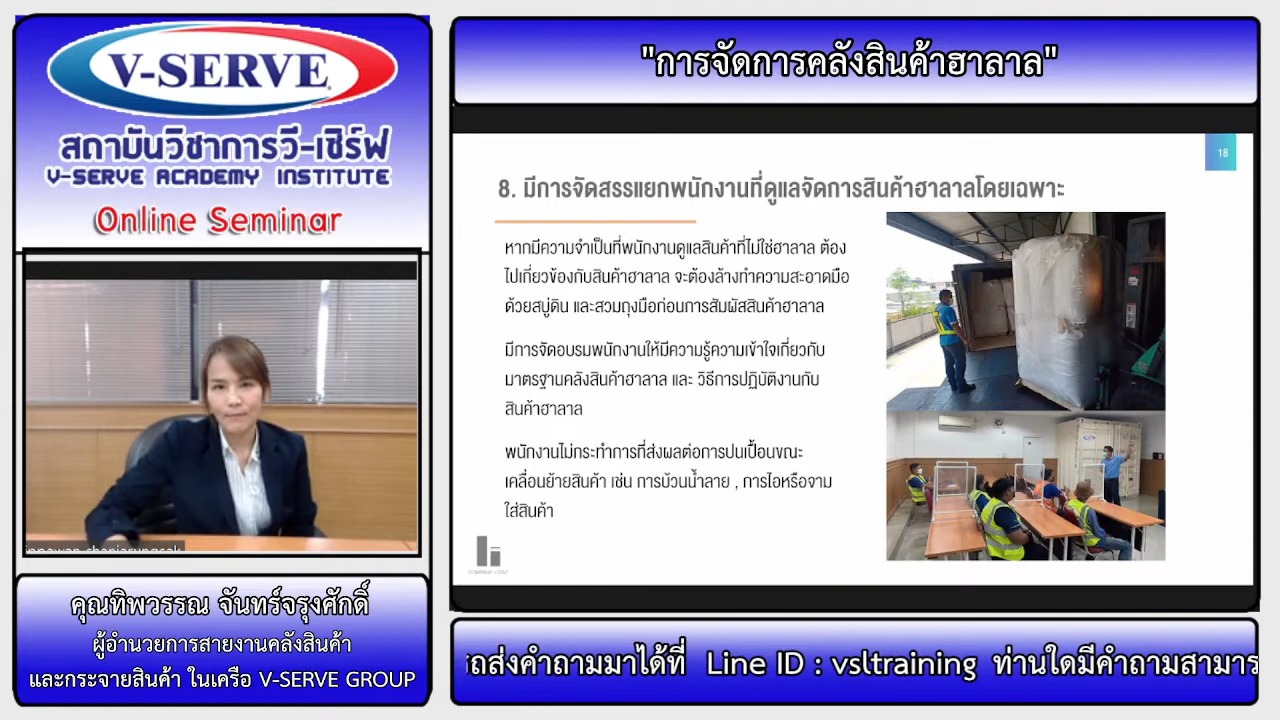 V-SERVE
สถาบันวิชาการวี-เซิร์ฟ
V-SERVE ACADEMY INSTITUTE
Online Seminar
คุณทิพวรรณ จันทร์จรุงศักดิ์
ผู้อำนวยการสายงานคลังสินค้า
และกระจายสินค้า ในเครือ V-SERVE GROUP
"การจัดการคลังสินค้าฮาลาล"
18
8. มีการจัดสรรแยกพนักงานที่ดูแลจัดการสินค้าฮาลาลโดยเฉพาะ
หากมีความจำเป็นที่พนักงานดูแลสินค้าที่ไม่ใช่ฮาลาล ต้อง
ไปเกี่ยวข้องกับสินค้าฮาลาล จะต้องล้างทำความสะอาดมือ
ด้วยสบู่ดิน และสวมถุงมือก่อนการสัมผัสสินค้าฮาลาล
มีการจัดอบรมพนักงานให้มีความรู้ความเข้าใจเกี่ยวกับ
มาตรฐานคลังสินค้าฮาลาล และ วิธีการปฏิบัติงานกับ
สินค้าฮาลาล
พนักงานไม่กระทำการที่ส่งผลต่อการปนเปื้อนขณะ
เคลื่อนย้ายสินค้า เช่น การบ้วนน้ำลาย , การไอหรือจาม
ใส่สินค้า
COMPANY LOGO
ถส่งคำถามมาได้ที่ Line ID : vsltraining ท่านใดมีคำถามสามาร